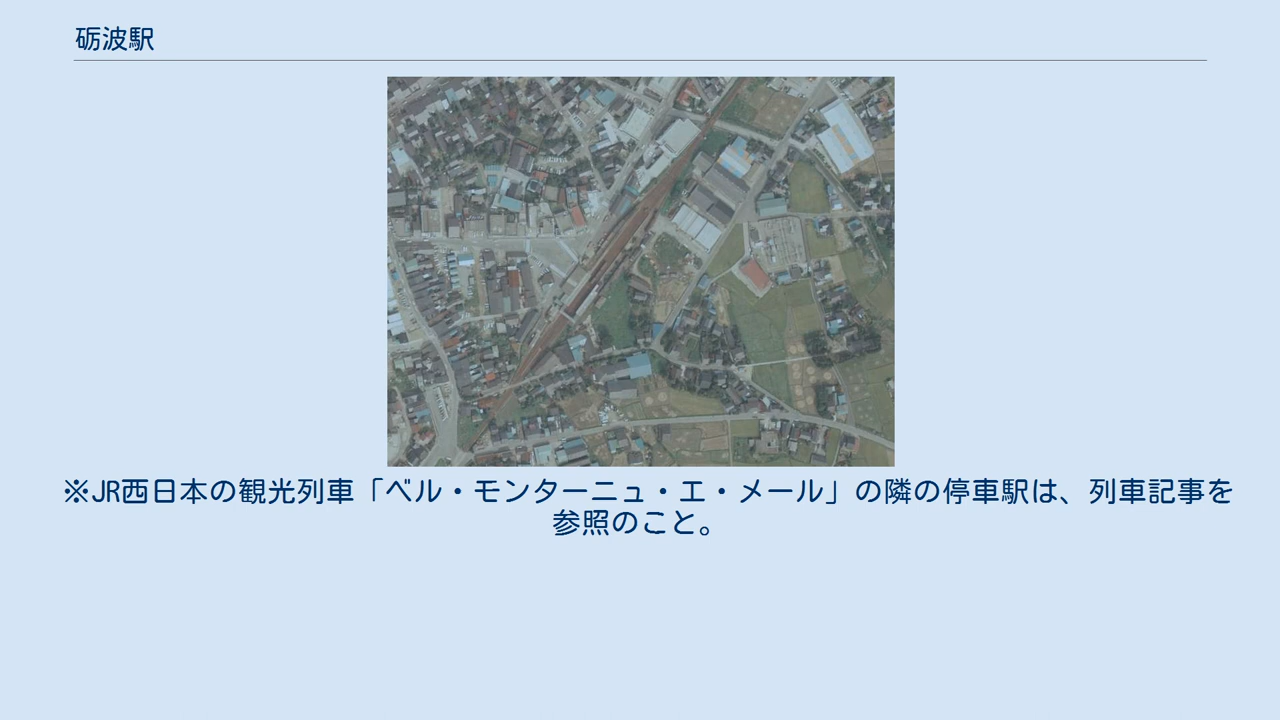 砺波駅
※JR西日本の観光列車「ベル・モンターニュ・エ・メール」の隣の停車駅は、列車記事を
参照のこと。